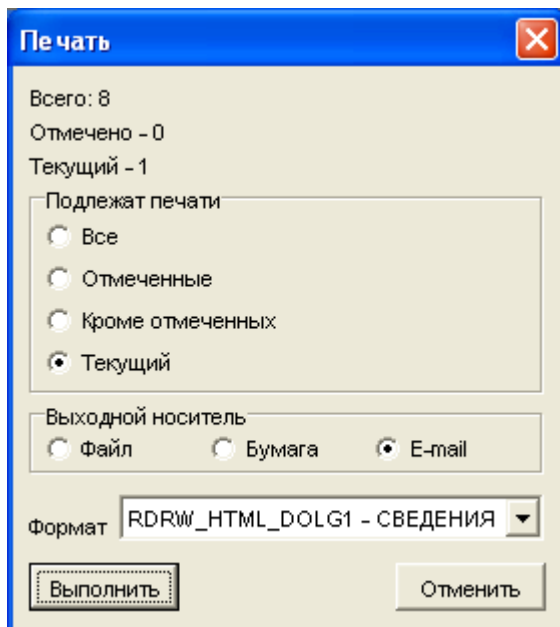 Печать
Всего: 8
Отмечено - 0
Текущий - 1
Подлежат печати
Все
Отмеченные
Кроме отмеченных
Текущий
Выходной носитель
Файл Бумага E-mail
Формат RDRW_HTML_DOLG1 - СВЕДЕНИЯ
Выполнить Отменить